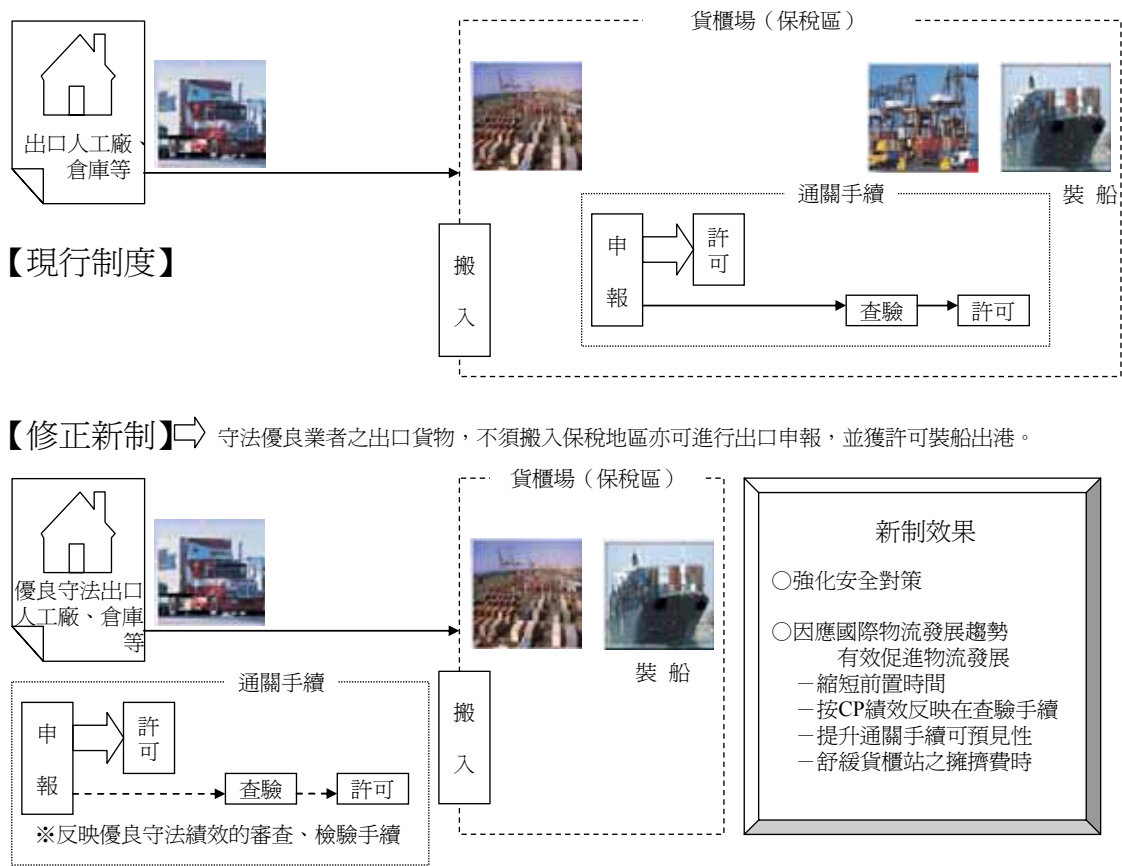 貨櫃場（保稅區）
出口人工廠、
倉庫等
通關手續
裝 船
【現行制度】
搬
入
申
報
許
可
查驗
許可
【修正新制】 守法優良業者之出口貨物，不須搬入保稅地區亦可進行出口申報，並獲許可裝船出港。
貨櫃場（保稅區）
優良守法出口
人工廠、倉庫
等
裝 船
通關手續
申
報
許
可
查驗
許可
※反映優良守法績效的審查、檢驗手續
搬
入
新制效果
○強化安全對策
○因應國際物流發展趨勢
有效促進物流發展
－縮短前置時間
－按CP績效反映在查驗手續
－提升通關手續可預見性
－舒緩貨櫃站之擁擠費時